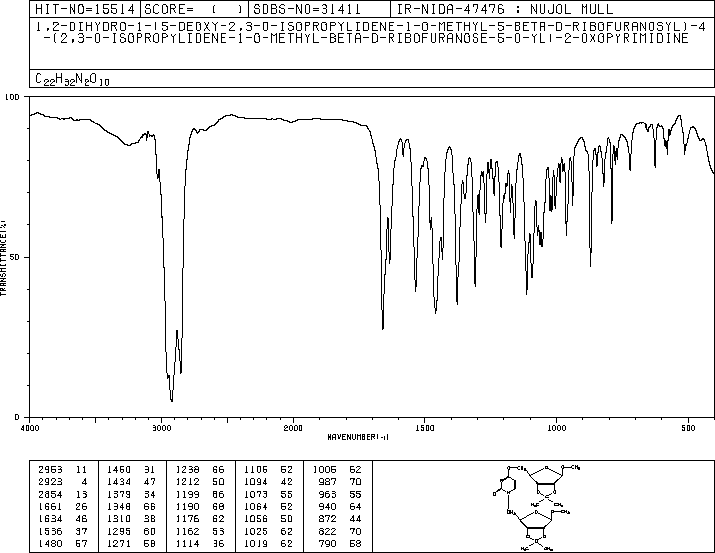 HIT-NO=15514 SCORE= ( ) SDBS-NO=31411 IR-NIDA-47476 : NUJOL MULL
1,2-DIHYDRO-1-(5-DEOXY-2,3-O-ISOPROPYLIDENE-1-O-METHYL-5-BETA-D-RIBOFURANOSYL)-4
-(2,3-O-ISOPROPYLIDENE-1-O-METHYL-BETA-D-RIBOFURANOSE-5-O-YL)-2-OXOPYRIMIDINE
C22H32N2O10
100
50
0
TRANSMITTANCE(%)
4000 3000 2000 1500 1000 500
WAVENUMBER(-1)
2953 11 1460 31 1238 66 1106 62 1006 62
2923 4 1434 47 1212 50 1094 42 987 70
2854 13 1379 34 1199 66 1073 55 963 55
1661 26 1348 66 1190 68 1064 52 940 64
1634 46 1310 38 1176 62 1056 50 872 44
1536 37 1295 60 1162 53 1025 62 822 70
1480 57 1271 58 1114 36 1019 62 790 58